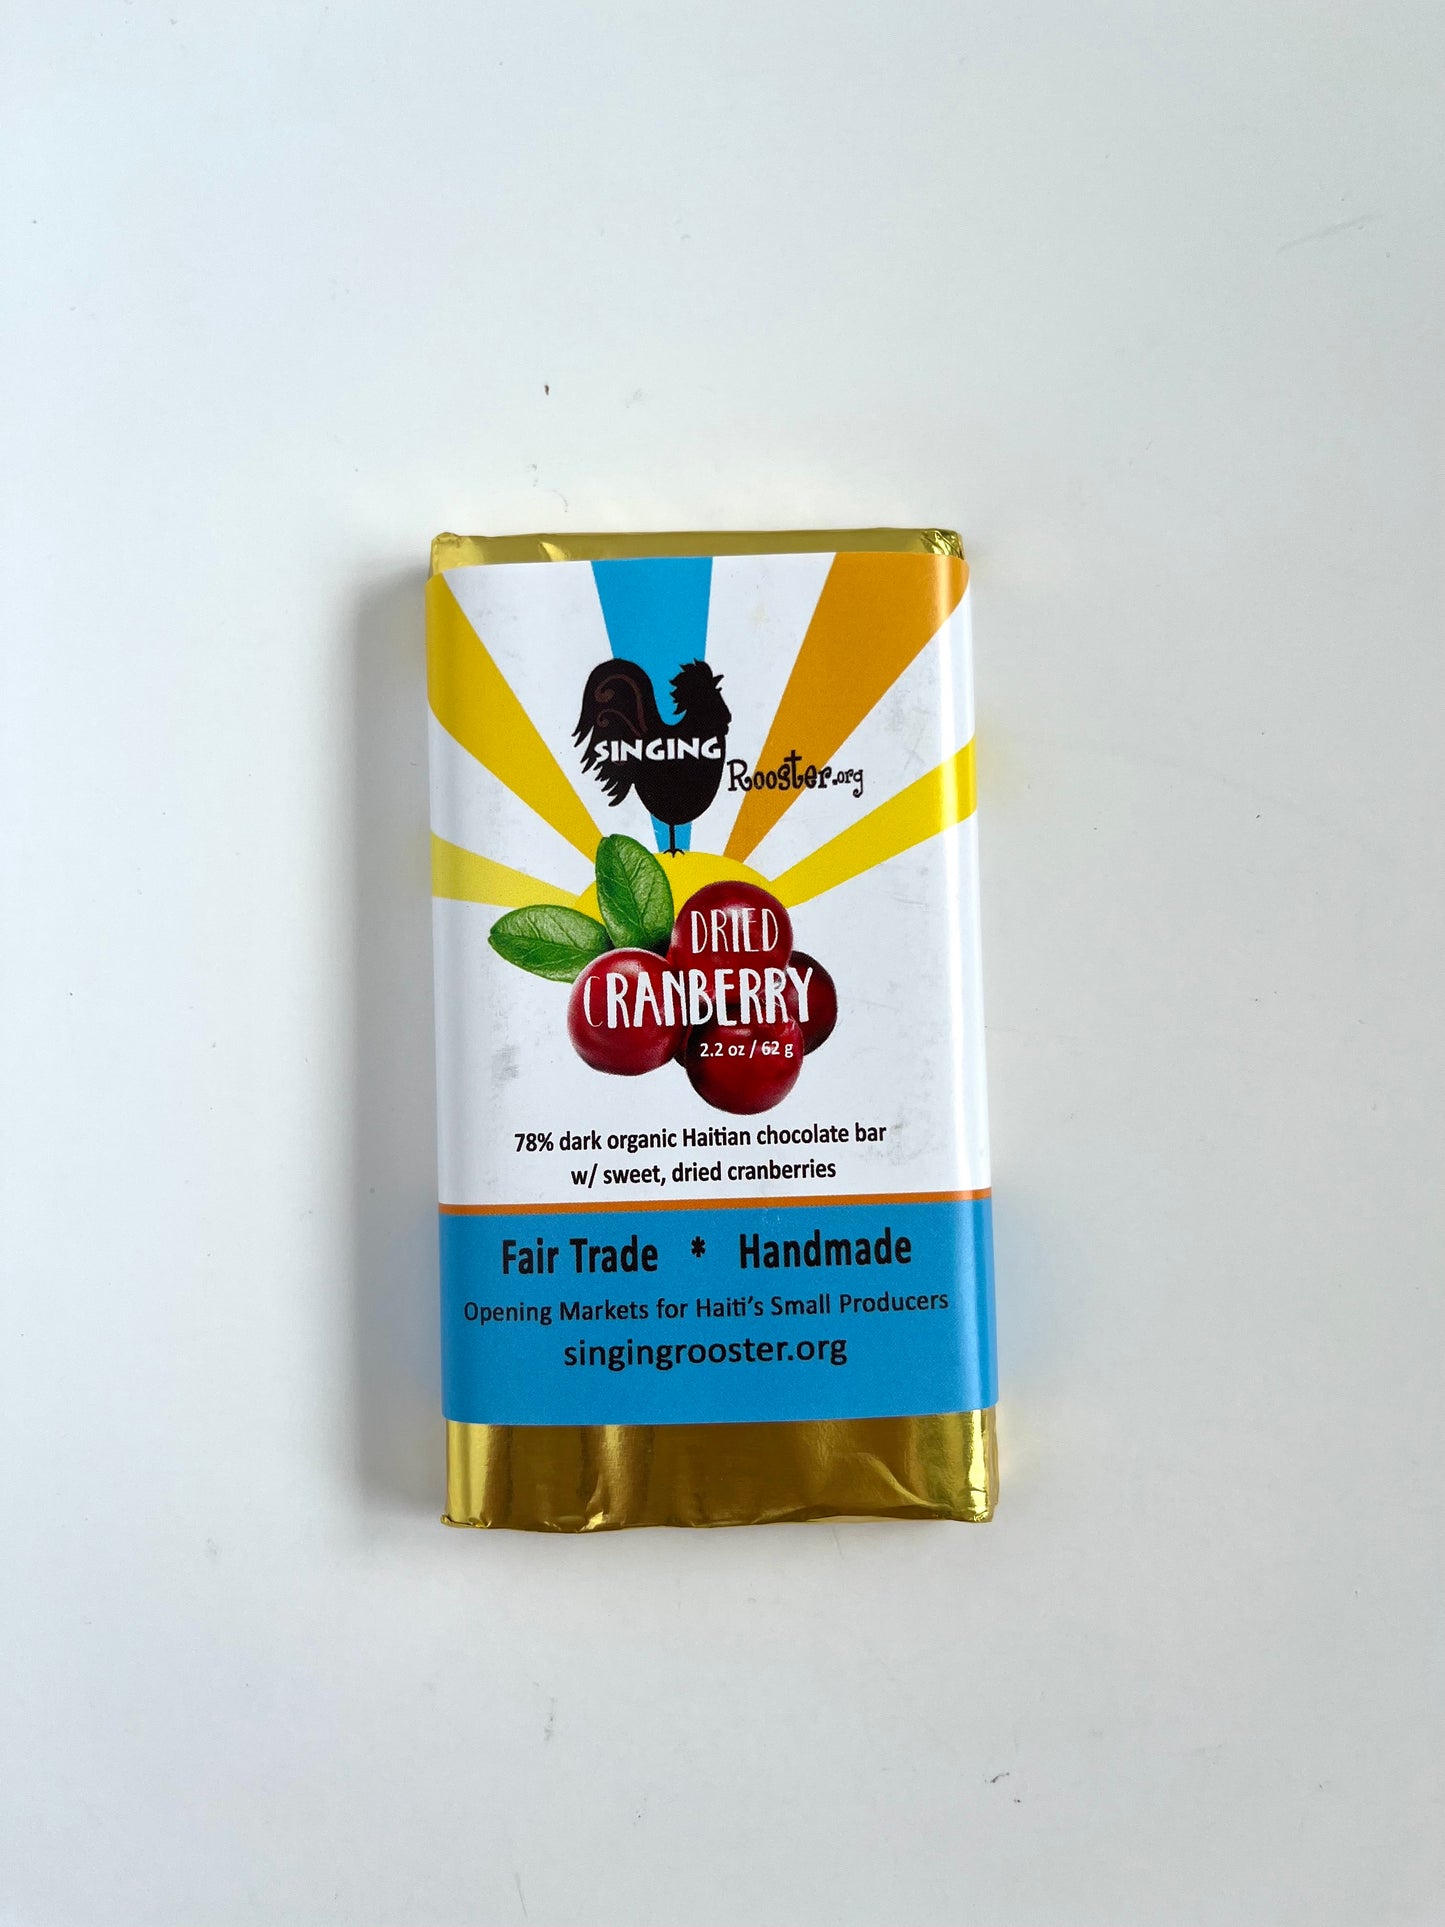 SINGING
Rooster.org
DRIED
CRANBERRY
2.2 oz / 62 g
78% dark organic Haitian chocolate bar
w/ sweet, dried cranberries
Fair Trade * Handmade
Opening Markets for Haiti's Small Producers
singingrooster.org